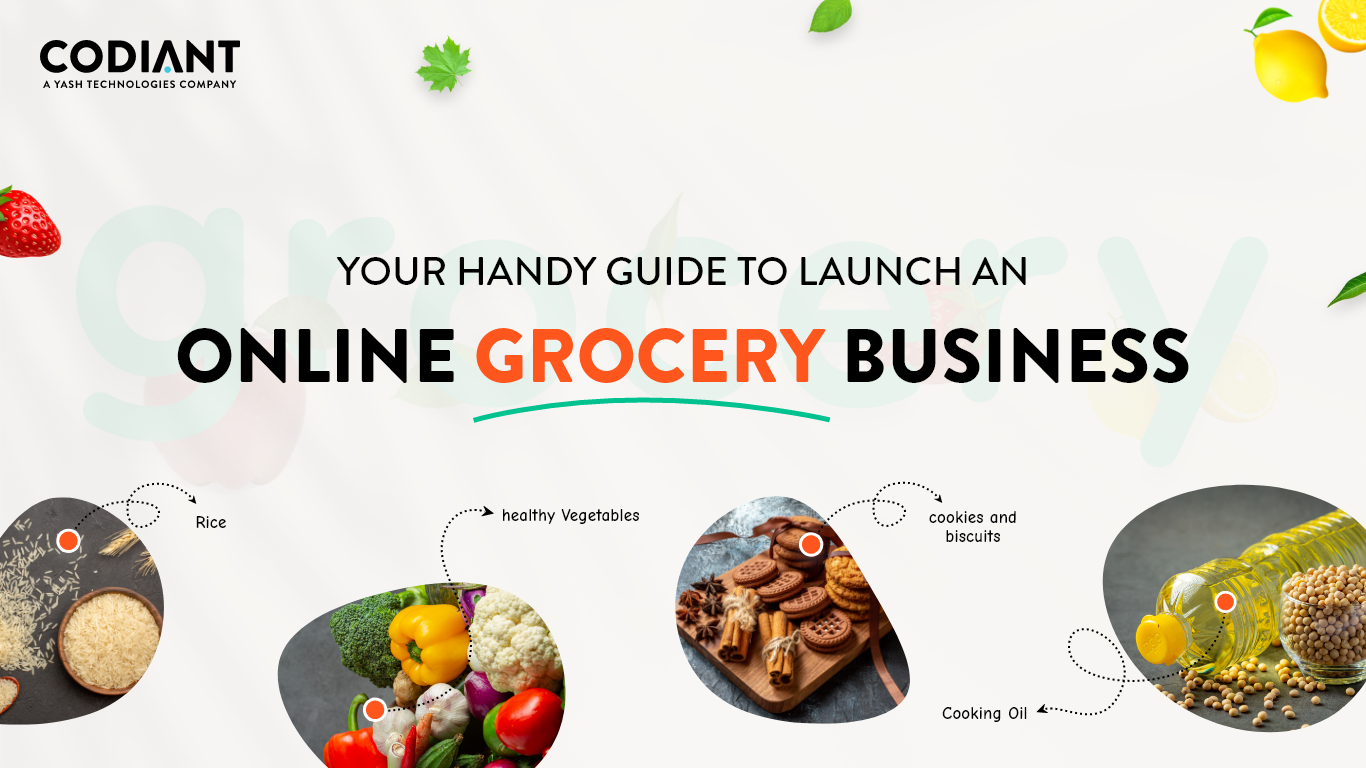 CODIANT
A YASH TECHNOLOGIES COMPANY
grocery
YOUR HANDY GUIDE TO LAUNCH AN
ONLINE GROCERY BUSINESS
Rice
healthy Vegetables
cookies and
biscuits
Cooking Oil